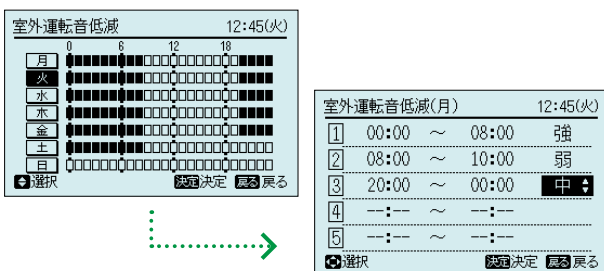 室外運転音低減 12:45(火)
0 6 12 18
月
火
水
木
金
土
日
選択 決定決定 戻る戻る
室外運転音低減(月) 12:45(火)
1 00:00 ～ 08:00 強
2 08:00 ～ 10:00 弱
3 20:00 ～ 00:00 中
4 --:-- ～ --:--
5 --:-- ～ --:--
選択 決定決定 戻る戻る